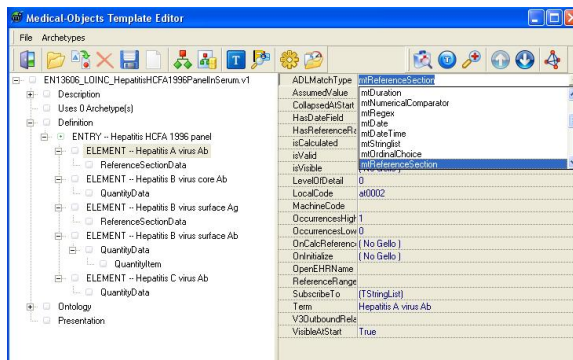 Medical-Objects Template Editor
File Archetypes
EN13606_LOINC_HepatitisHCFA1996PanelInSerum.v1
Description
Uses 0 Archetype(s)
Definition
ENTRY -- Hepatitis HCFA 1996 panel
ELEMENT -- Hepatitis A virus Ab
ReferenceSectionData
ELEMENT -- Hepatitis B virus core Ab
QuantityData
ELEMENT -- Hepatitis B virus surface Ag
ReferenceSectionData
ELEMENT -- Hepatitis B virus surface Ab
QuantityData
QuantityItem
ELEMENT -- Hepatitis C virus Ab
QuantityData
Ontology
Presentation
ADLMatchType mtReferenceSection
AssumedValue
CollapsedAtStart
HasDateField
HasReferenceRa
isCalculated
isValid
isVisible
mtDuration
mtNumericalComparator
mtRegex
mtDate
mtDateTime
mtStringlist
mtOrdinalChoice
mtReferenceSection
LevelOfDetail 0
LocalCode at0002
MachineCode
OccurrencesHigh 1
OccurrencesLow 0
OnCalcReference ( No Gello )
OnInitialize ( No Gello )
OpenEHRName
ReferenceRange
SubscribeTo (TStringList)
Term Hepatitis A virus Ab
V3OutboundRela
VisibleAtStart True